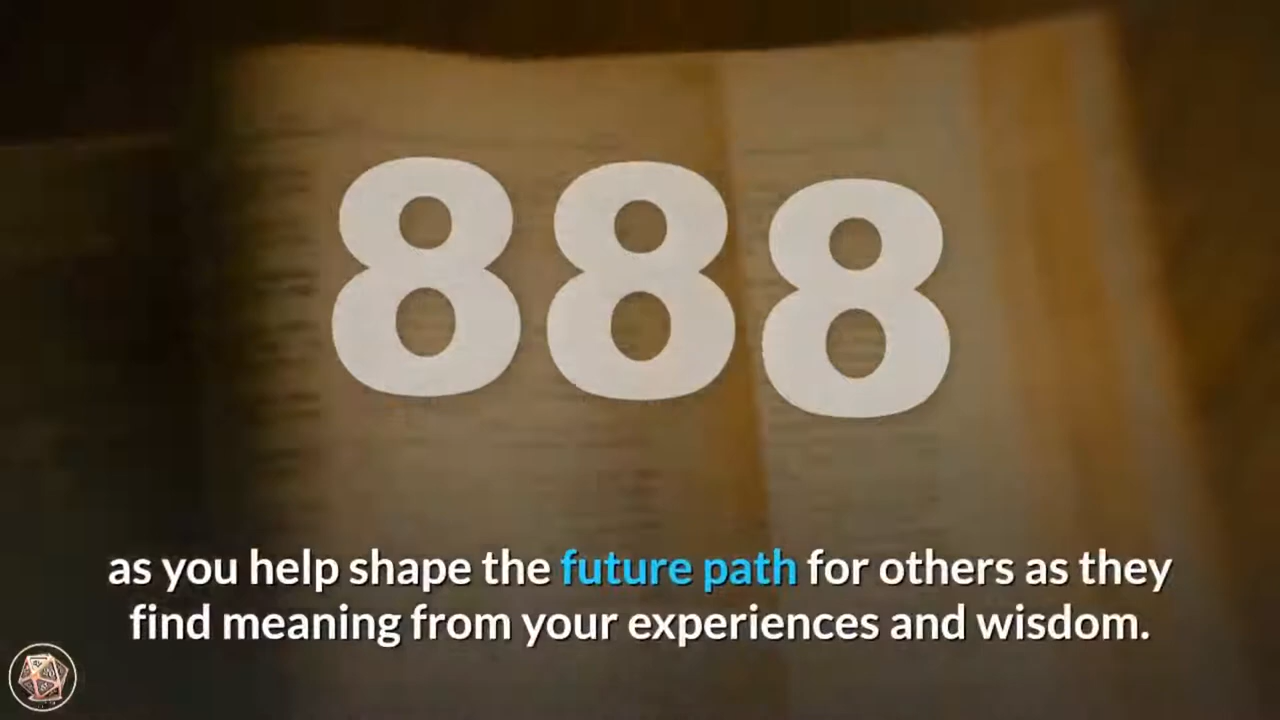 888
as you help shape the future path for others as they
find meaning from your experiences and wisdom.